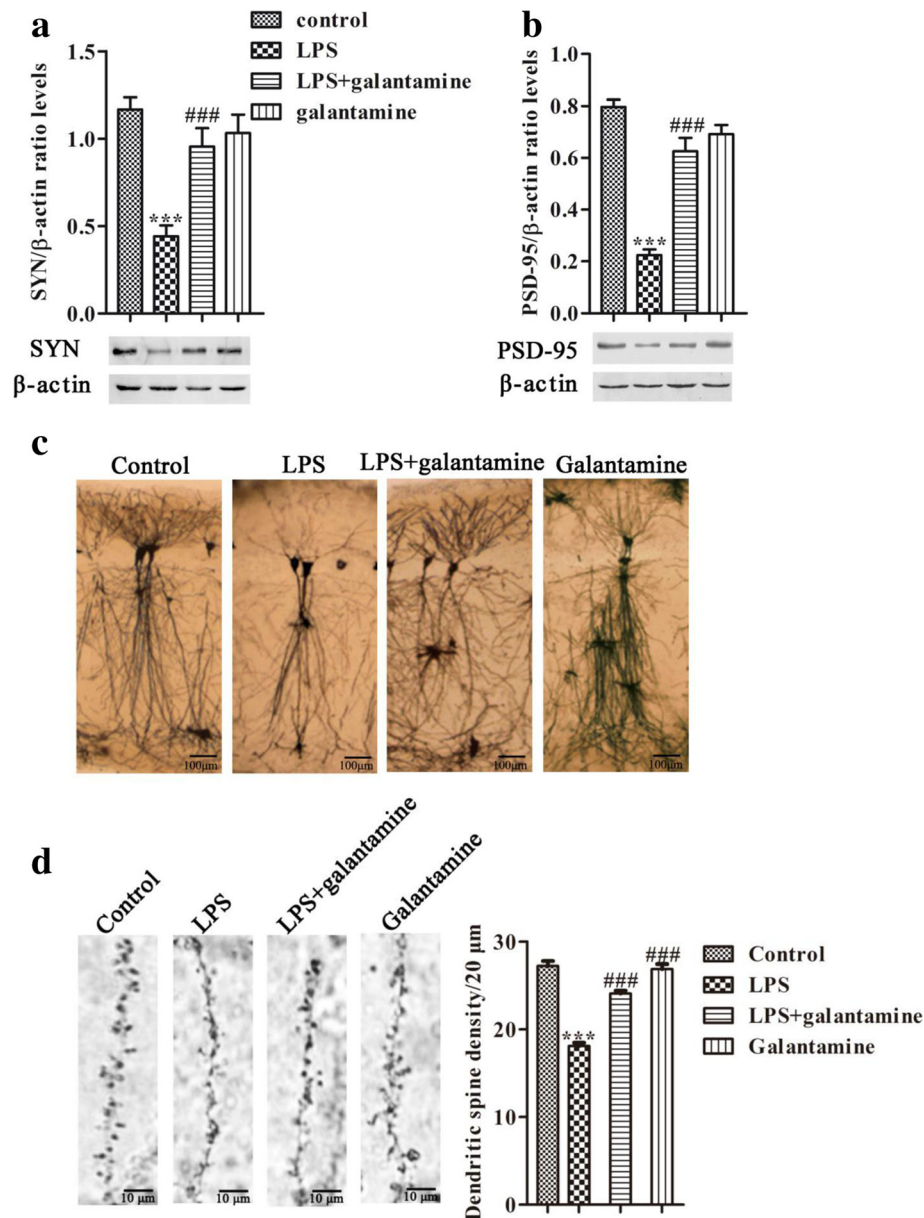 a
SYN/β-actin ratio levels
1.5
1.0
0.5
0.0
***
###
control
LPS
LPS+galantamine
galantamine
SYN
β-actin
b
PSD-95/β-actin ratio levels
1.0
0.8
0.6
0.4
0.2
0.0
***
###
PSD-95
β-actin
c
Control
LPS
LPS+galantamine
Galantamine
100μm
100μm
100μm
100μm
d
Control
LPS
LPS+galantamine
Galantamine
10 μm
10 μm
10 μm
10 μm
Dendritic spine density/20 μm
30
20
10
0
***
###
###
Control
LPS
LPS+galantamine
Galantamine